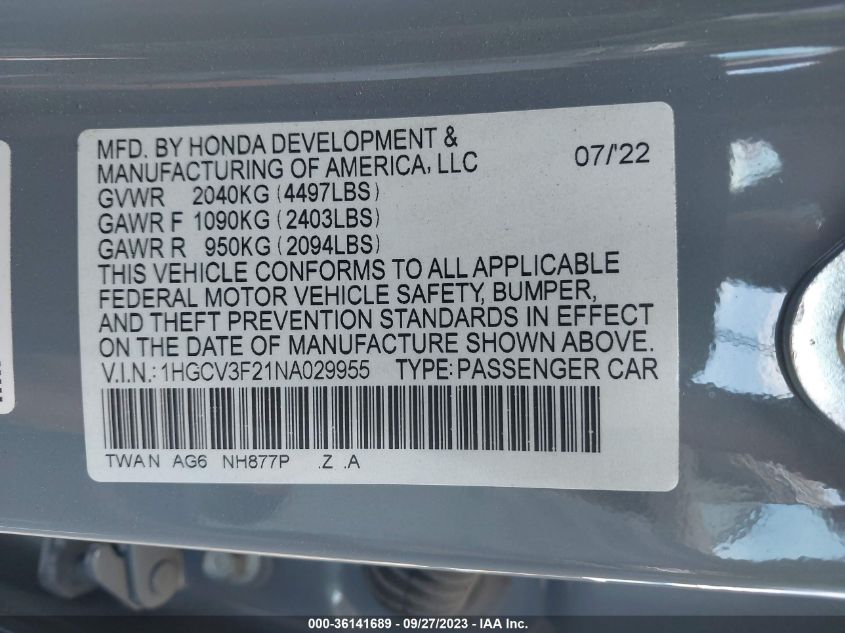 MFD. BY HONDA DEVELOPMENT &
MANUFACTURING OF AMERICA, LLC 07/'22
GVWR 2040KG (4497LBS)
GAWR F 1090KG (2403LBS)
GAWR R 950KG (2094LBS)
THIS VEHICLE CONFORMS TO ALL APPLICABLE
FEDERAL MOTOR VEHICLE SAFETY, BUMPER,
AND THEFT PREVENTION STANDARDS IN EFFECT
ON THE DATE OF MANUFACTURE SHOWN ABOVE.
V.I.N.: 1HGCV3F21NA029955 TYPE: PASSENGER CAR
TWAN AG6 NH877P .Z .A
000-36141689 - 09/27/2023 - IAA Inc.